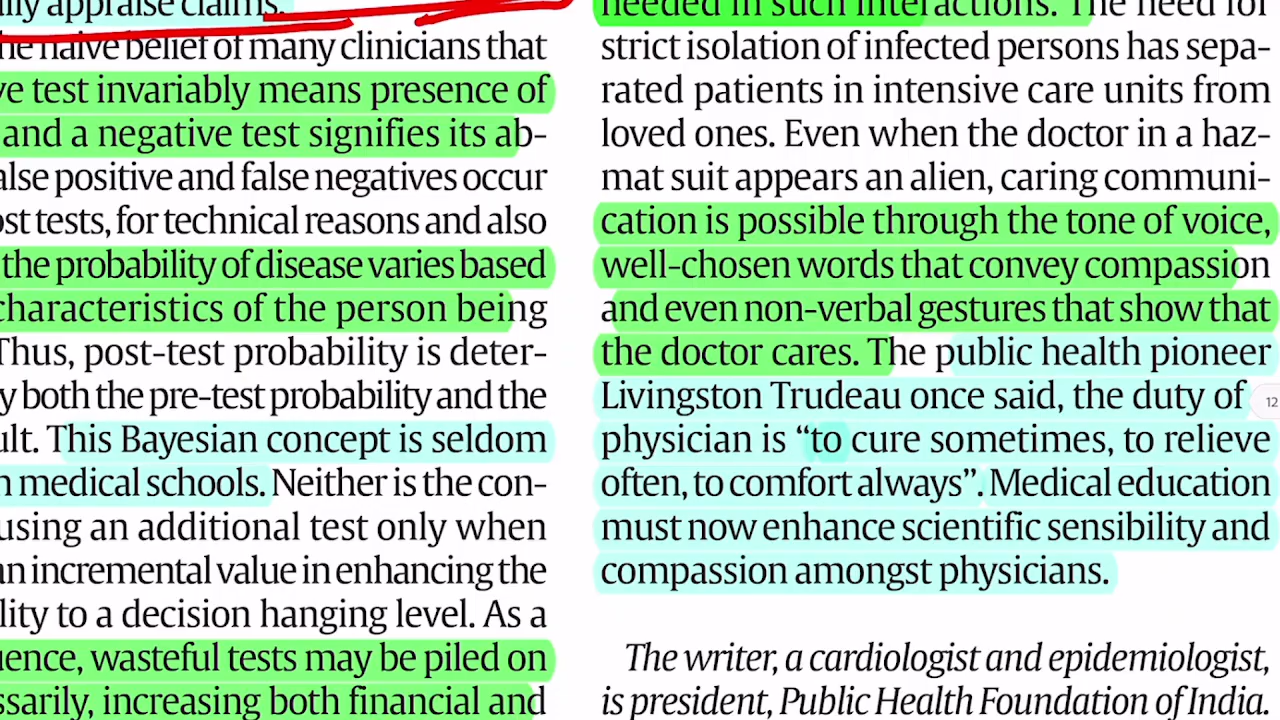 ally appraise claims.
he naive belief of many clinicians that
ve test invariably means presence of
and a negative test signifies its ab-
alse positive and false negatives occur
ost tests, for technical reasons and also
the probability of disease varies based
characteristics of the person being
Thus, post-test probability is deter-
y both the pre-test probability and the
ult. This Bayesian concept is seldom
n medical schools. Neither is the con-
using an additional test only when
an incremental value in enhancing the
lity to a decision hanging level. As a
uence, wasteful tests may be piled on
ssarily, increasing both financial and
needed in such interactions. The need for
strict isolation of infected persons has sepa-
rated patients in intensive care units from
loved ones. Even when the doctor in a haz-
mat suit appears an alien, caring communi-
cation is possible through the tone of voice,
well-chosen words that convey compassion
and even non-verbal gestures that show that
the doctor cares. The public health pioneer
Livingston Trudeau once said, the duty of
physician is “to cure sometimes, to relieve
often, to comfort always”. Medical education
must now enhance scientific sensibility and
compassion amongst physicians.
The writer, a cardiologist and epidemiologist,
is president, Public Health Foundation of India.
12